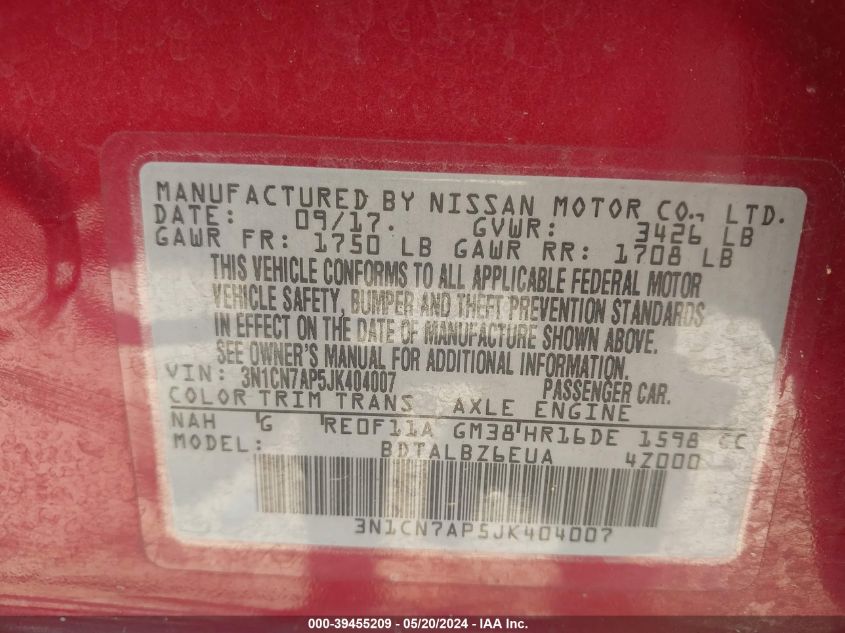 MANUFACTURED BY NISSAN MOTOR CO., LTD.
DATE: 09/17. GVWR: 3426 LB
GAWR FR: 1750 LB GAWR RR: 1708 LB
THIS VEHICLE CONFORMS TO ALL APPLICABLE FEDERAL MOTOR
VEHICLE SAFETY, BUMPER AND THEFT PREVENTION STANDARDS
IN EFFECT ON THE DATE OF MANUFACTURE SHOWN ABOVE.
SEE OWNER'S MANUAL FOR ADDITIONAL INFORMATION.
VIN: 3N1CN7AP5JK404007 PASSENGER CAR.
COLOR TRIM TRANS AXLE ENGINE
NAH G RE0F11A GM38 HR16DE 1598 CC
MODEL: BDTALBZ6EUA 4Z000
3N1CN7AP5JK404007
000-39455209 - 05/20/2024 - IAA Inc.